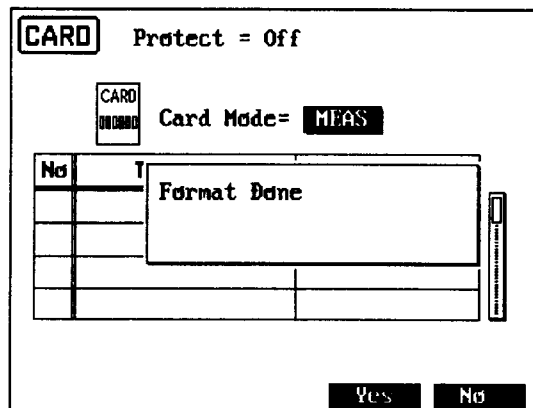 CARD Protect = Off
CARD
Card Mode= MEAS
No T
Format Done
Yes No